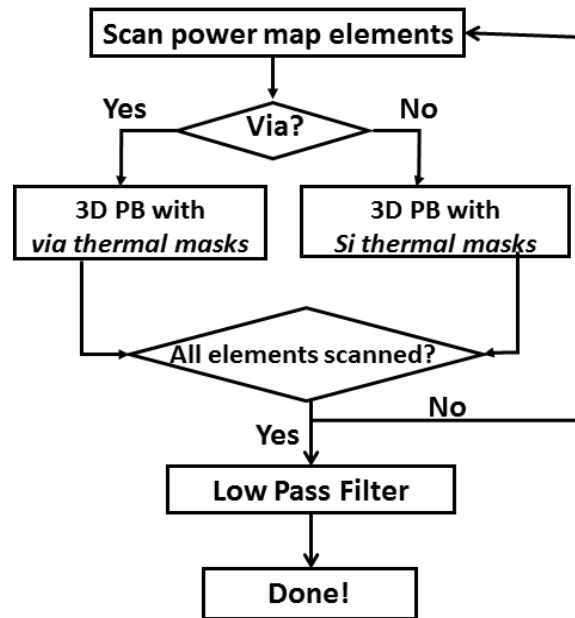 Scan power map elements
Yes
Via?
No
3D PB with
via thermal masks
3D PB with
Si thermal masks
All elements scanned?
Yes
No
Low Pass Filter
Done!